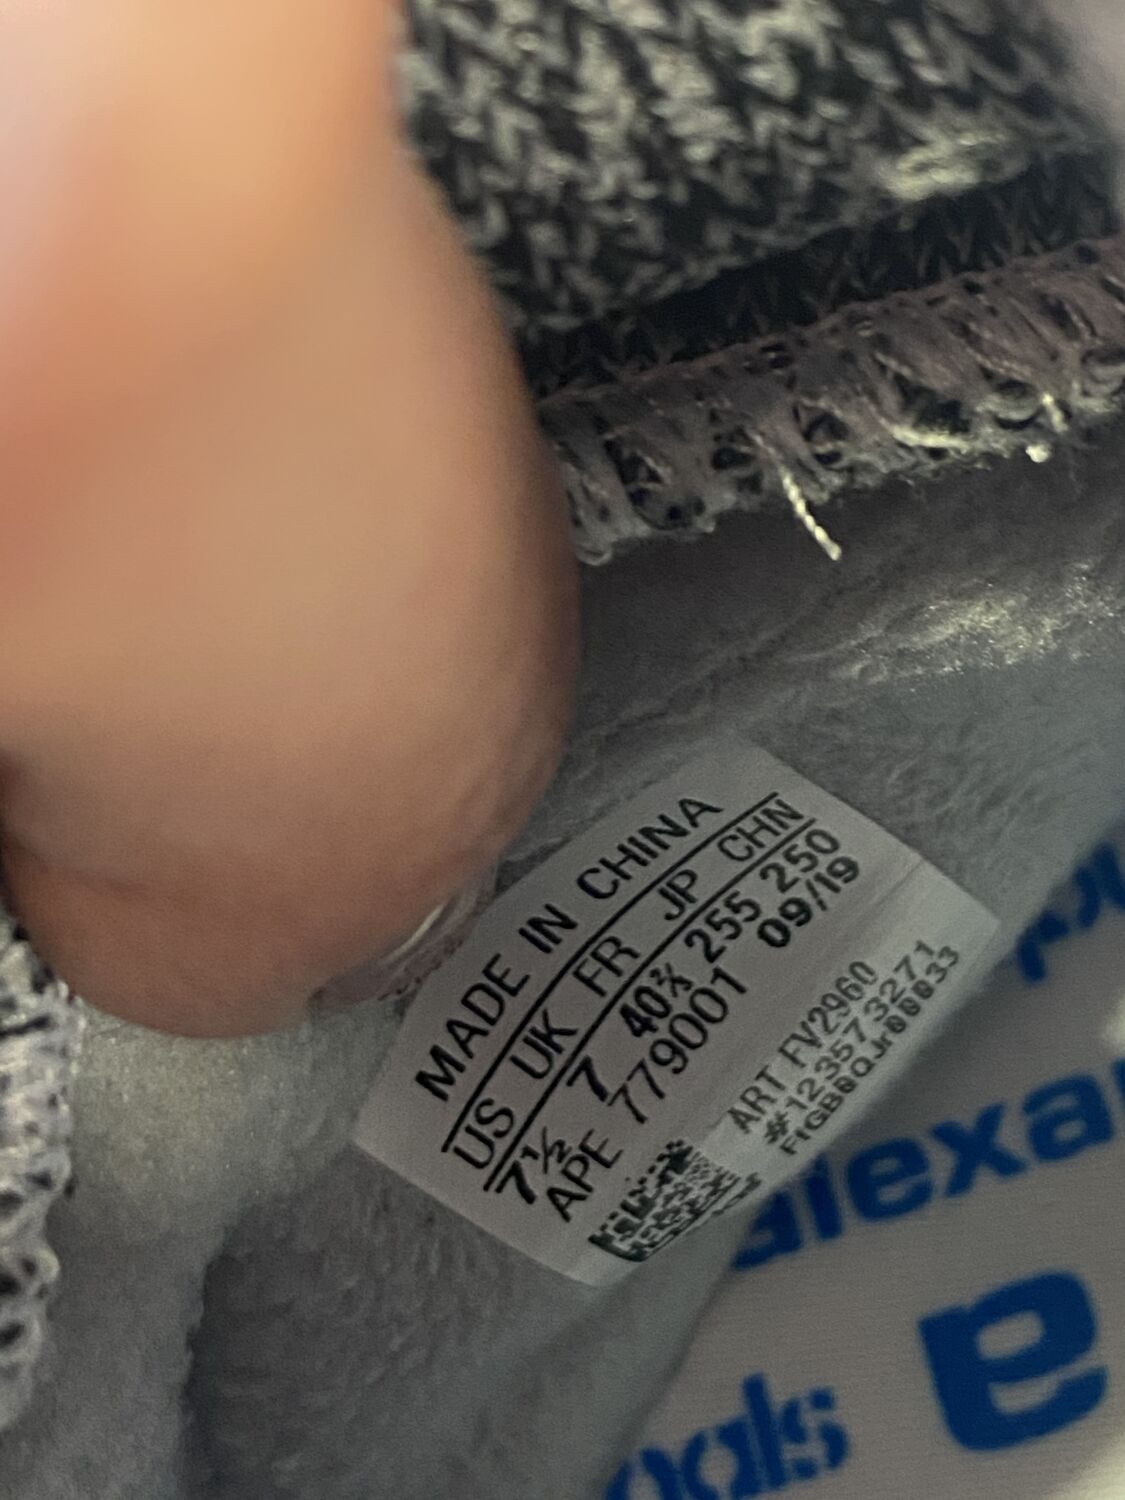 MADE IN CHINA
US UK FR JP CHN
7½ 7 40⅔ 255 250
APE 779001 09/19
ART FV2960
#123573271
alexa
a